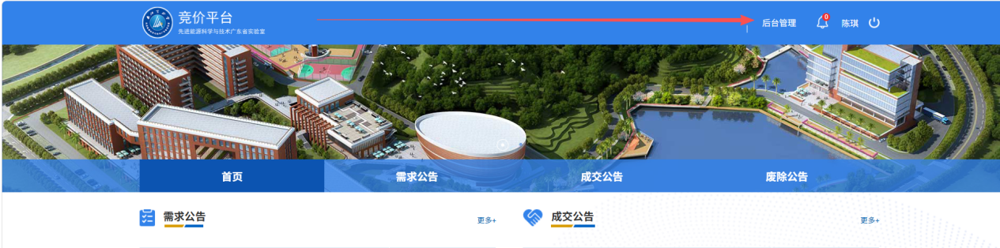 竞价平台
先进能源科学与技术广东省实验室
后台管理
0
陈琪
首页
需求公告
成交公告
废除公告
需求公告
更多+
成交公告
更多+